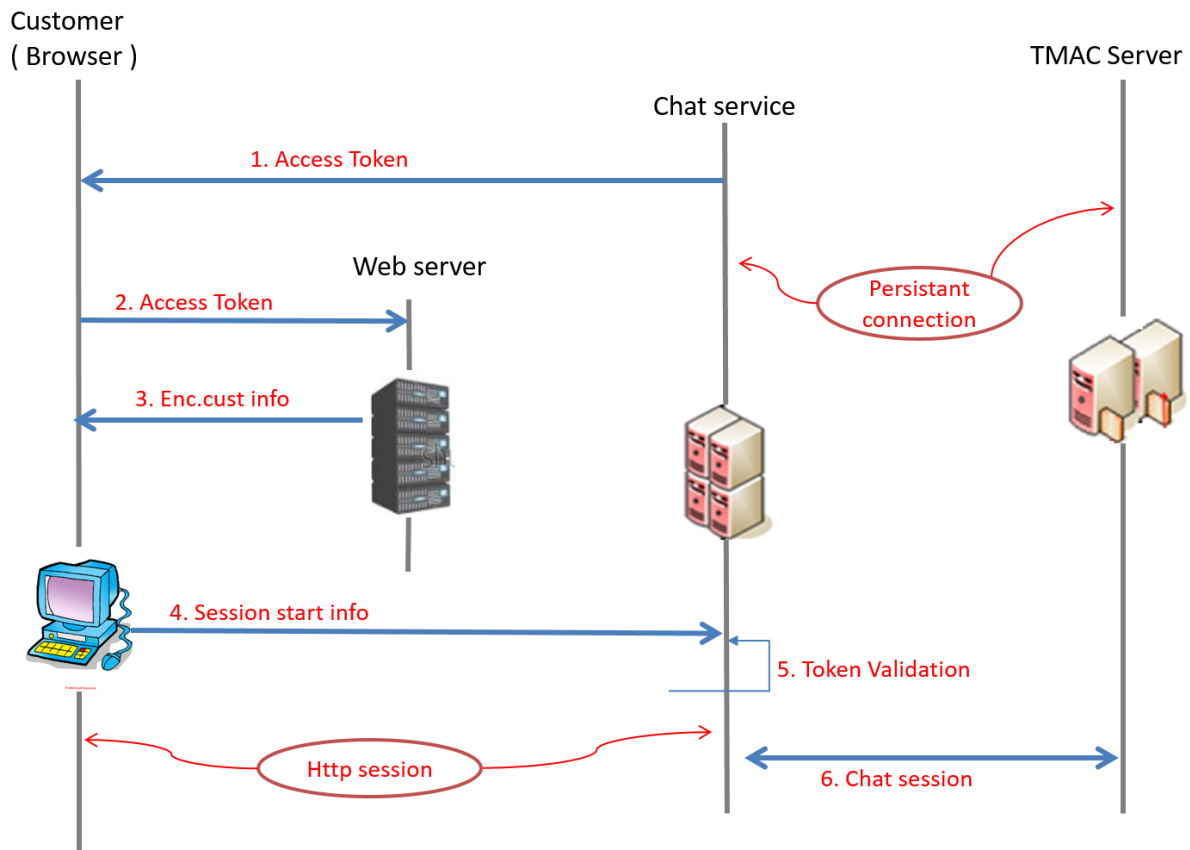 Customer
( Browser )
TMAC Server
Chat service
1. Access Token
Web server
2. Access Token
Persistant
connection
3. Enc.cust info
4. Session start info
5. Token Validation
Http session
6. Chat session